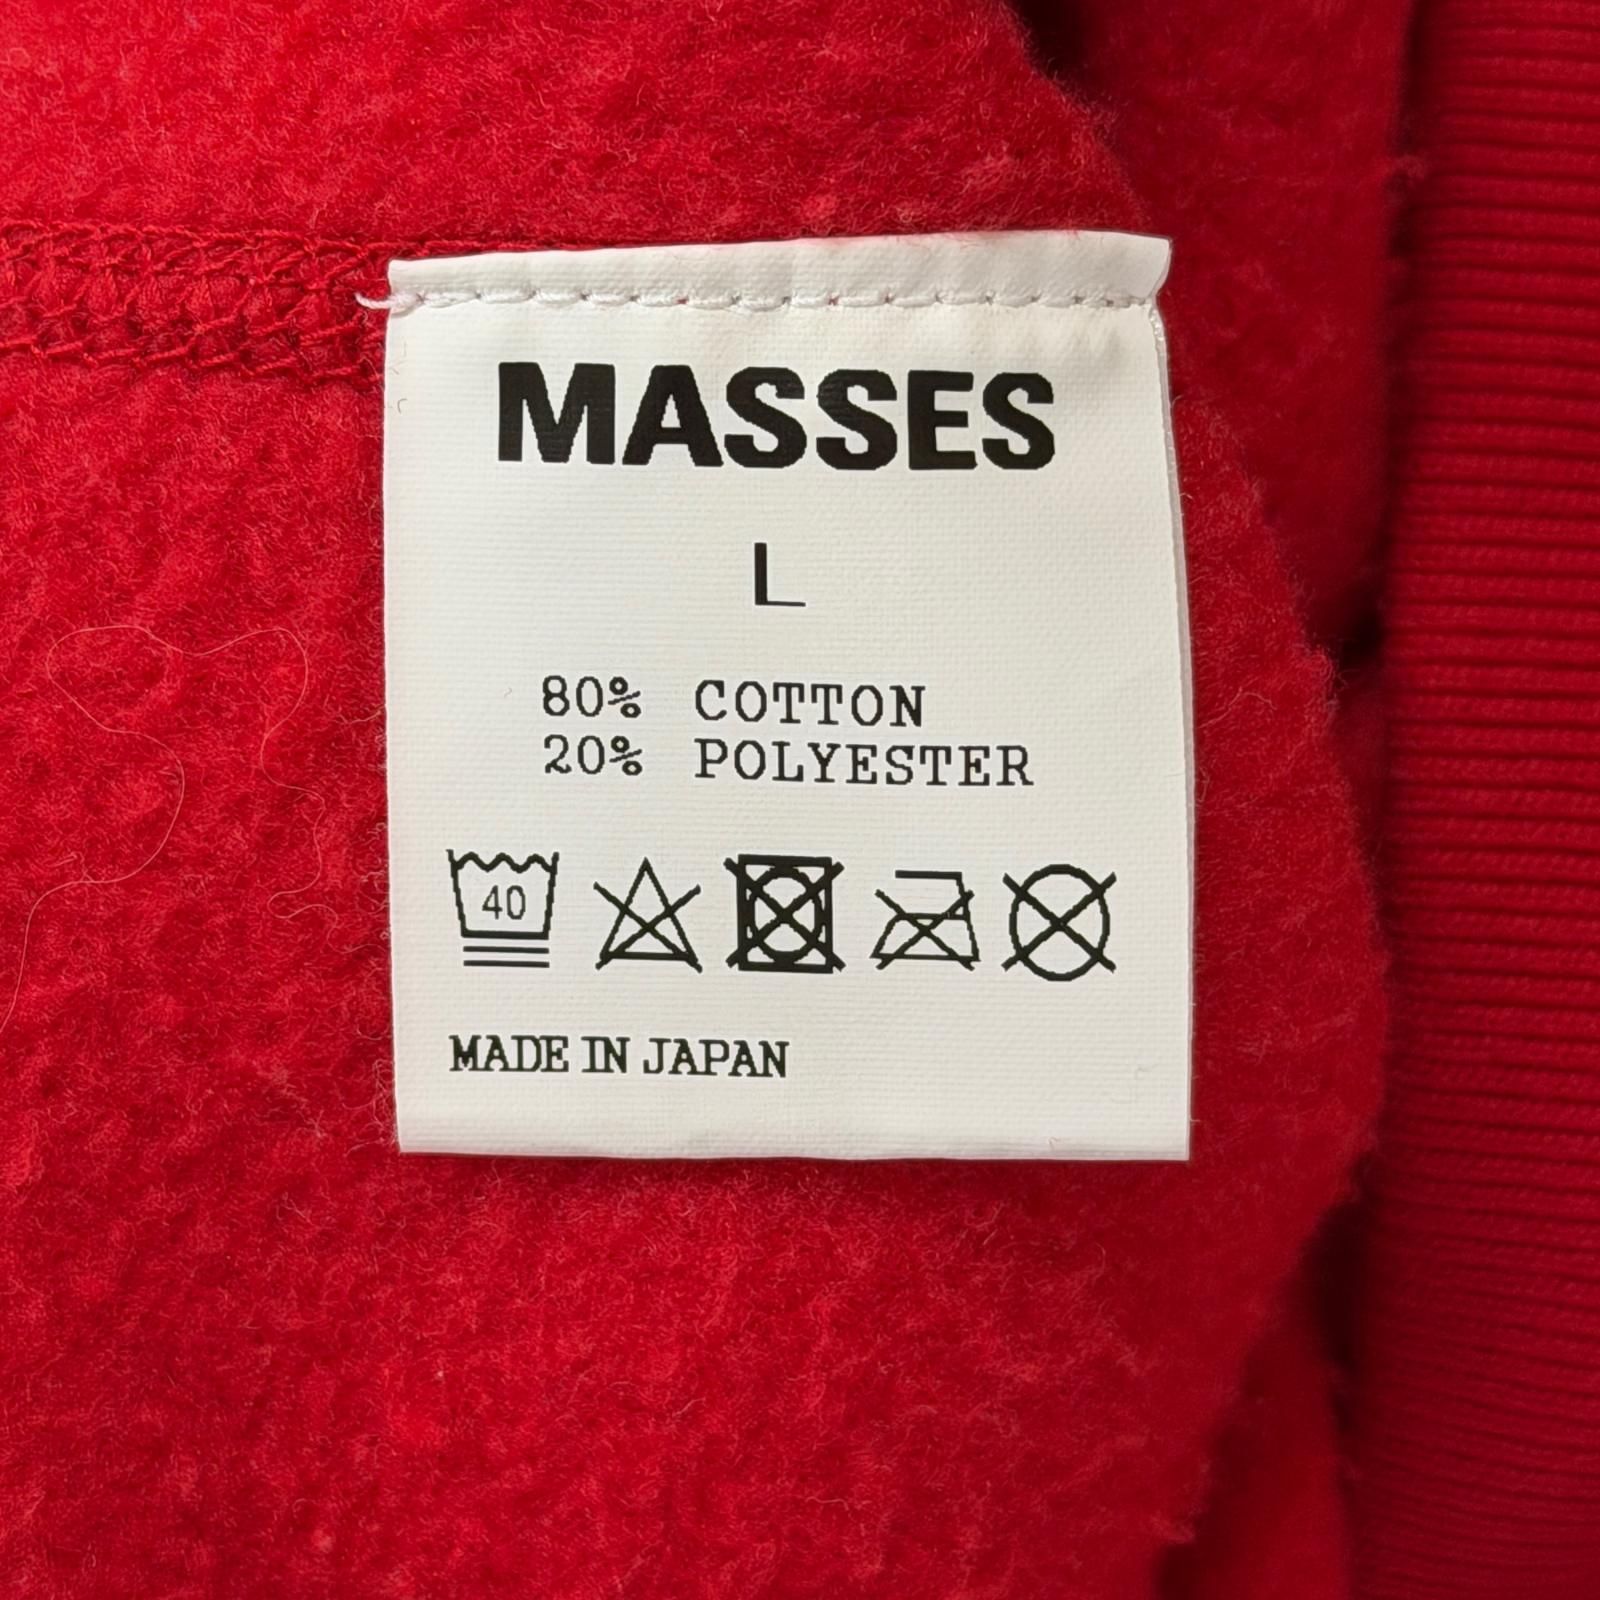 MASSES
L
80% COTTON
20% POLYESTER
40
MADE IN JAPAN